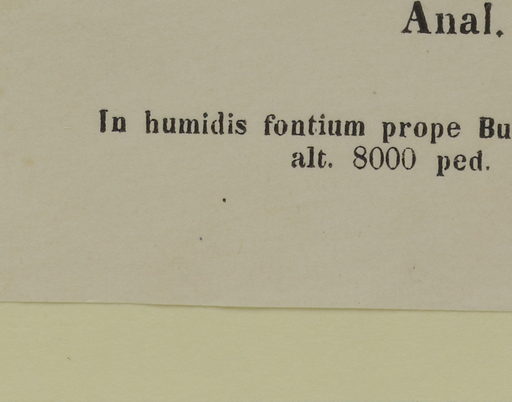 Anal.
In humidis fontium prope Bu
alt. 8000 ped.